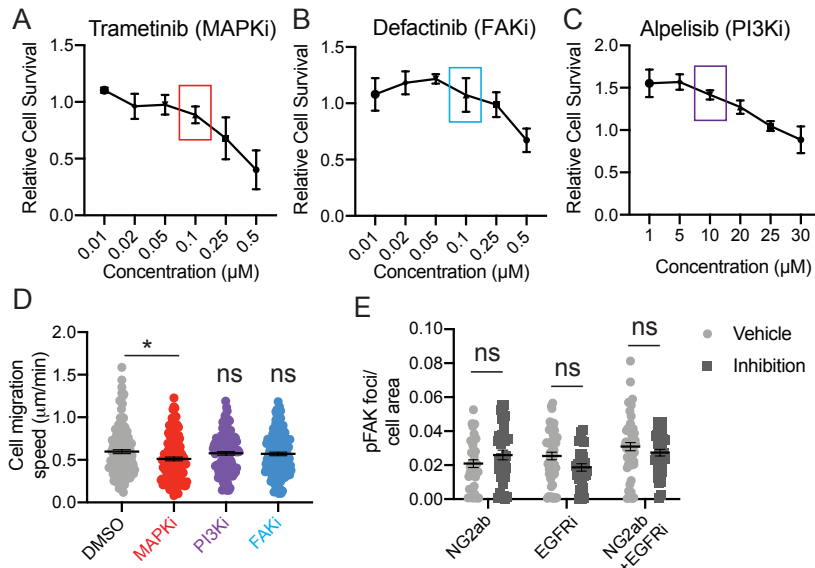 A
Trametinib (MAPKi)
Relative Cell Survival
1.5
1.0
0.5
0.0
0.01
0.02
0.05
0.1
0.25
0.5
Concentration (µM)
B
Defactinib (FAKi)
Relative Cell Survival
1.5
1.0
0.5
0.0
0.01
0.02
0.05
0.1
0.25
0.5
Concentration (µM)
C
Alpelisib (PI3Ki)
Relative Cell Survival
2.0
1.5
1.0
0.5
0.0
1
5
10
20
25
30
Concentration (µM)
D
Cell migration
speed (µm/min)
2.0
1.5
1.0
0.5
0.0
*
ns
ns
DMSO
MAPKi
PI3Ki
FAKi
E
pFAK foci/
cell area
0.10
0.08
0.06
0.04
0.02
0.00
ns
ns
ns
NG2ab
EGFRi
NG2ab
+EGFRi
Vehicle
Inhibition